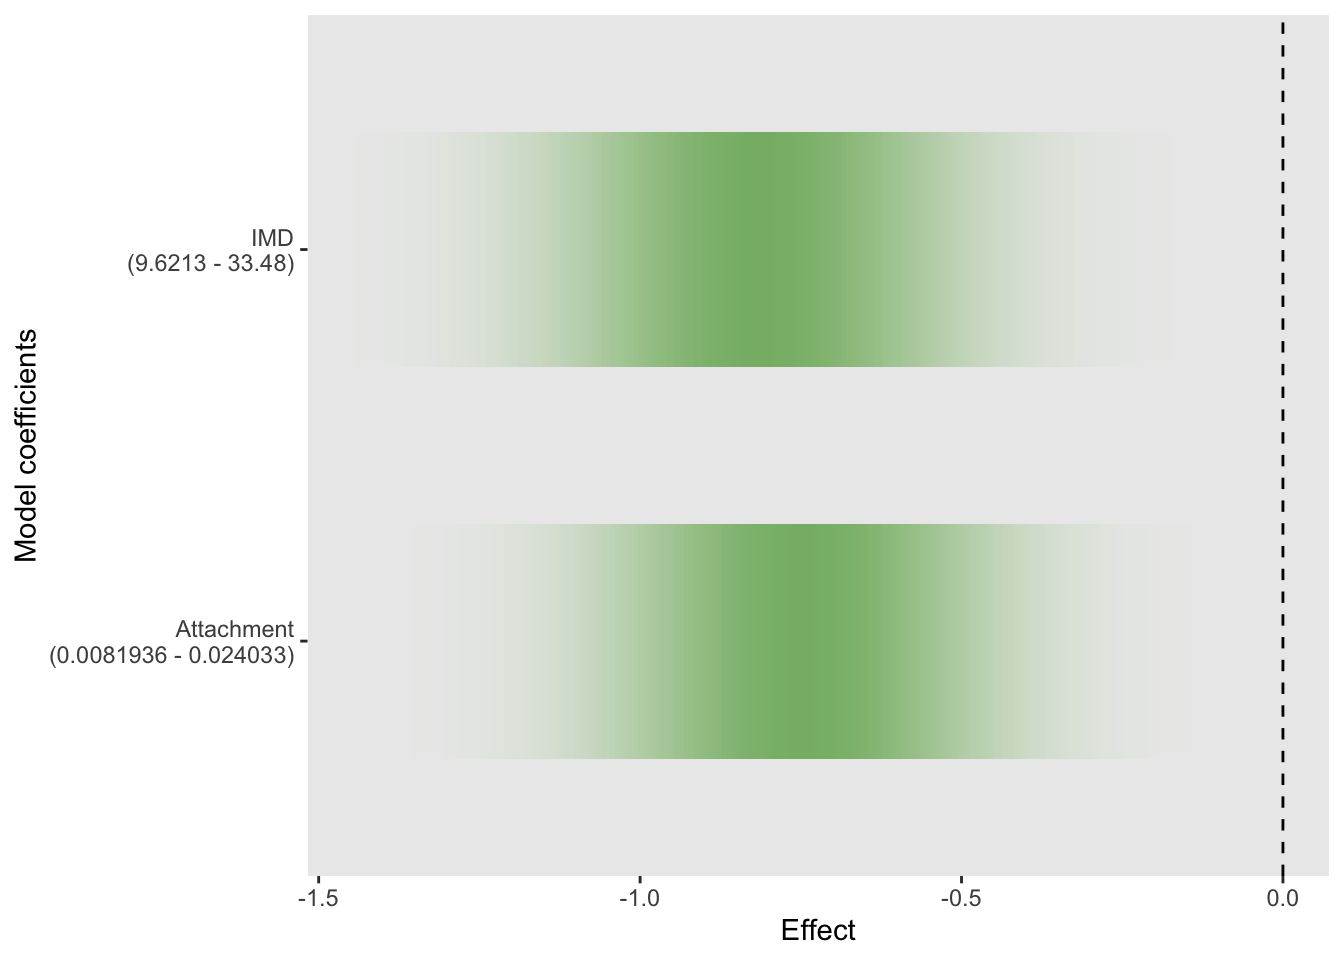 IMD
(9.6213 - 33.48)
Model coefficients
Attachment
(0.0081936 - 0.024033)
-1.5
-1.0
-0.5
0.0
Effect